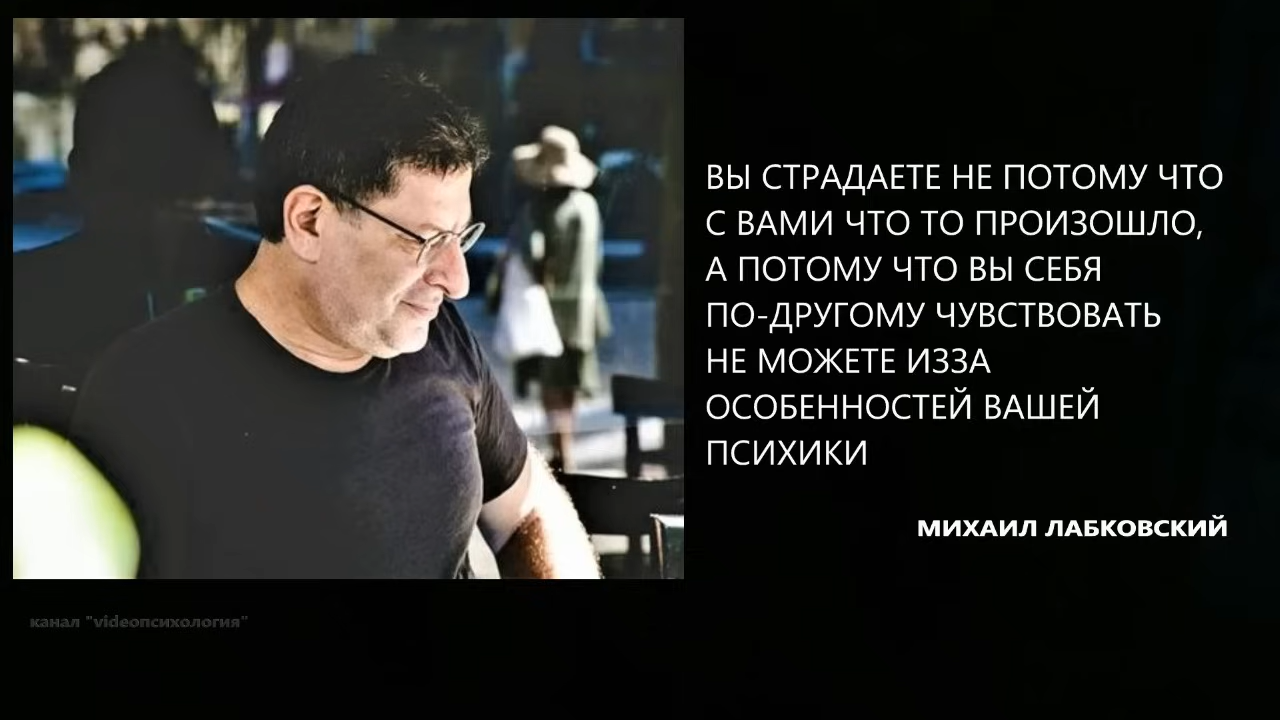 ВЫ СТРАДАЕТЕ НЕ ПОТОМУ ЧТО
С ВАМИ ЧТО ТО ПРОИЗОШЛО,
А ПОТОМУ ЧТО ВЫ СЕБЯ
ПО-ДРУГОМУ ЧУВСТВОВАТЬ
НЕ МОЖЕТЕ ИЗЗА
ОСОБЕННОСТЕЙ ВАШЕЙ
ПСИХИКИ
МИХАИЛ ЛАБКОВСКИЙ
канал "videопсихология"